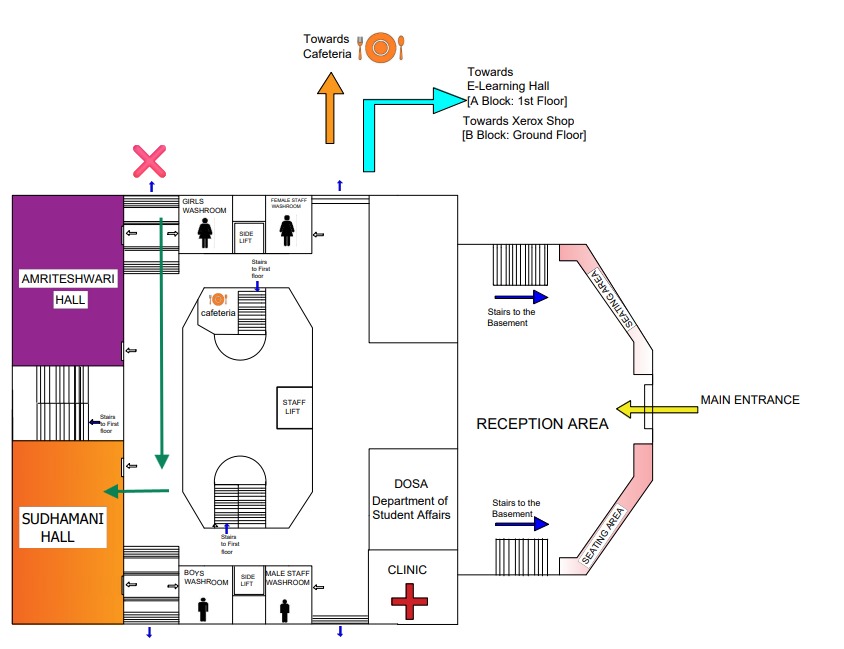 Towards
Cafeteria
Towards
E-Learning Hall
[A Block: 1st Floor]
Towards Xerox Shop
[B Block: Ground Floor]
GIRLS
WASHROOM
SIDE
LIFT
FEMALE STAFF
WASHROOM
AMRITESHWARI
HALL
Stairs
to First
floor
cafeteria
SEATING AREA
Stairs to the
Basement
STAFF
LIFT
MAIN ENTRANCE
RECEPTION AREA
Stairs
to First
floor
SUDHAMANI
HALL
DOSA
Department of
Student Affairs
Stairs to the
Basement
SEATING AREA
Stairs
to First
floor
BOYS
WASHROOM
SIDE
LIFT
MALE STAFF
WASHROOM
CLINIC